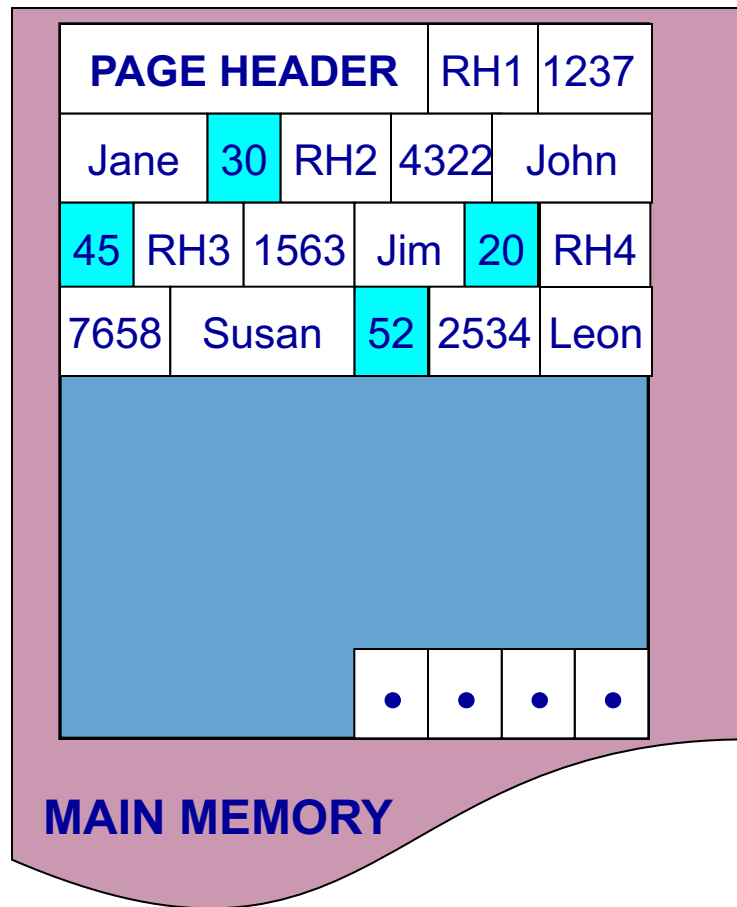 PAGE HEADER RH1 1237
Jane 30 RH2 4322 John
45 RH3 1563 Jim 20 RH4
7658 Susan 52 2534 Leon
MAIN MEMORY